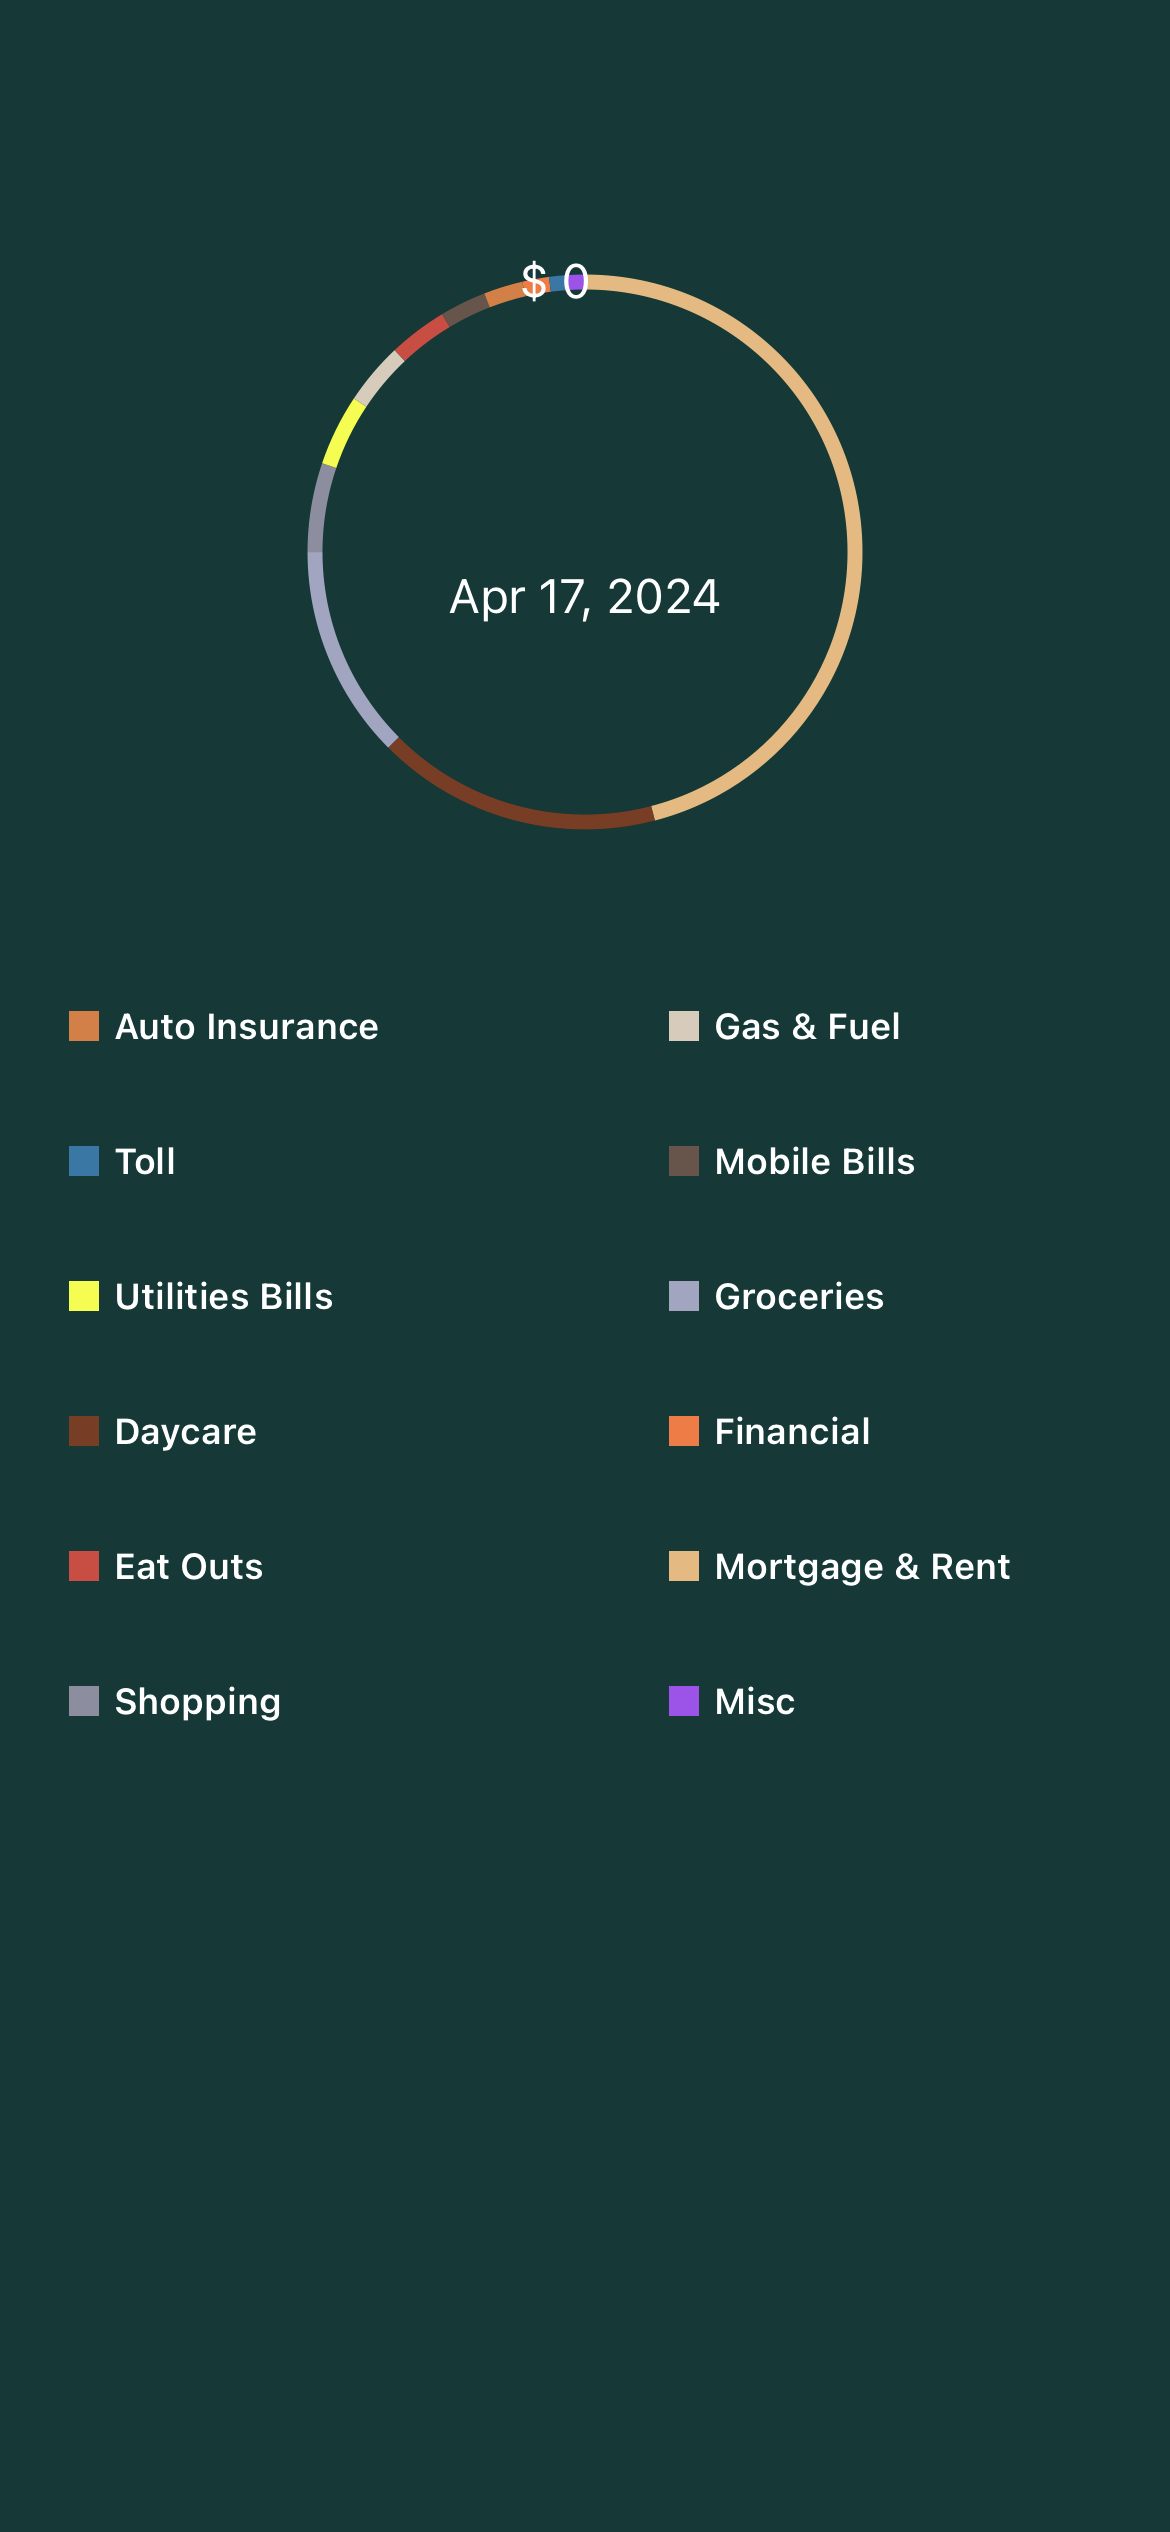 $ 0
Apr 17, 2024
Auto Insurance
Gas & Fuel
Toll
Mobile Bills
Utilities Bills
Groceries
Daycare
Financial
Eat Outs
Mortgage & Rent
Shopping
Misc